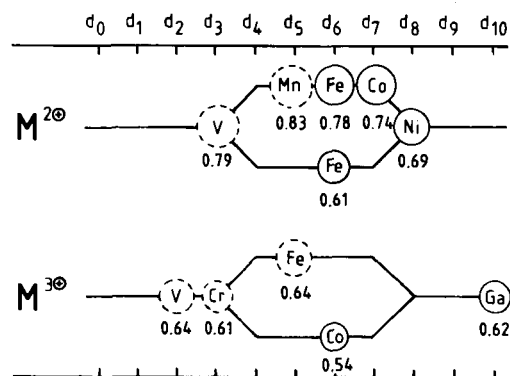 d₀ d₁ d₂ d₃ d₄ d₅ d₆ d₇ d₈ d₉ d₁₀
Mn Fe Co
M²⊕ V 0.83 0.78 0.74 Ni
0.79 Fe 0.69
0.61
Fe
M³⊕ V Cr 0.64 Ga
0.64 0.61 Co 0.62
0.54